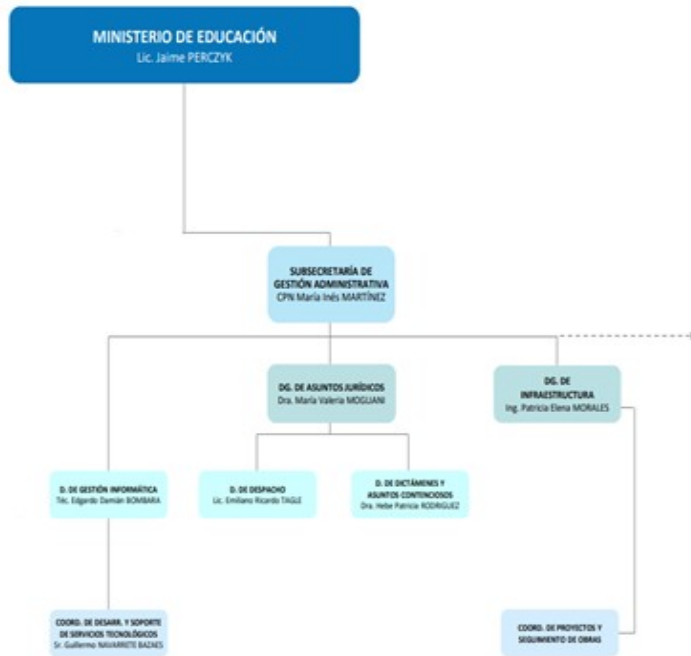 MINISTERIO DE EDUCACIÓN
Lic. Jaime PERCZYK
SUBSECRETARÍA DE
GESTIÓN ADMINISTRATIVA
CPN María Inés MARTÍNEZ
DG. DE ASUNTOS JURÍDICOS
Dra. María Valeria MOGLIANI
DG. DE
INFRAESTRUCTURA
Ing. Patricia Elena MORALES
D. DE GESTIÓN INFORMÁTICA
Téc. Edgardo Damián BOMBARA
D. DE DESPACHO
Lic. Emiliano Ricardo TAGLE
D. DE DICTÁMENES Y
ASUNTOS CONTENCIOSOS
Dra. Hebe Patricia RODRIGUEZ
COORD. DE DESARR. Y SOPORTE
DE SERVICIOS TECNOLÓGICOS
Sr. Guillermo NAVARRETE BAZAES
COORD. DE PROYECTOS Y
SEGUIMIENTO DE OBRAS